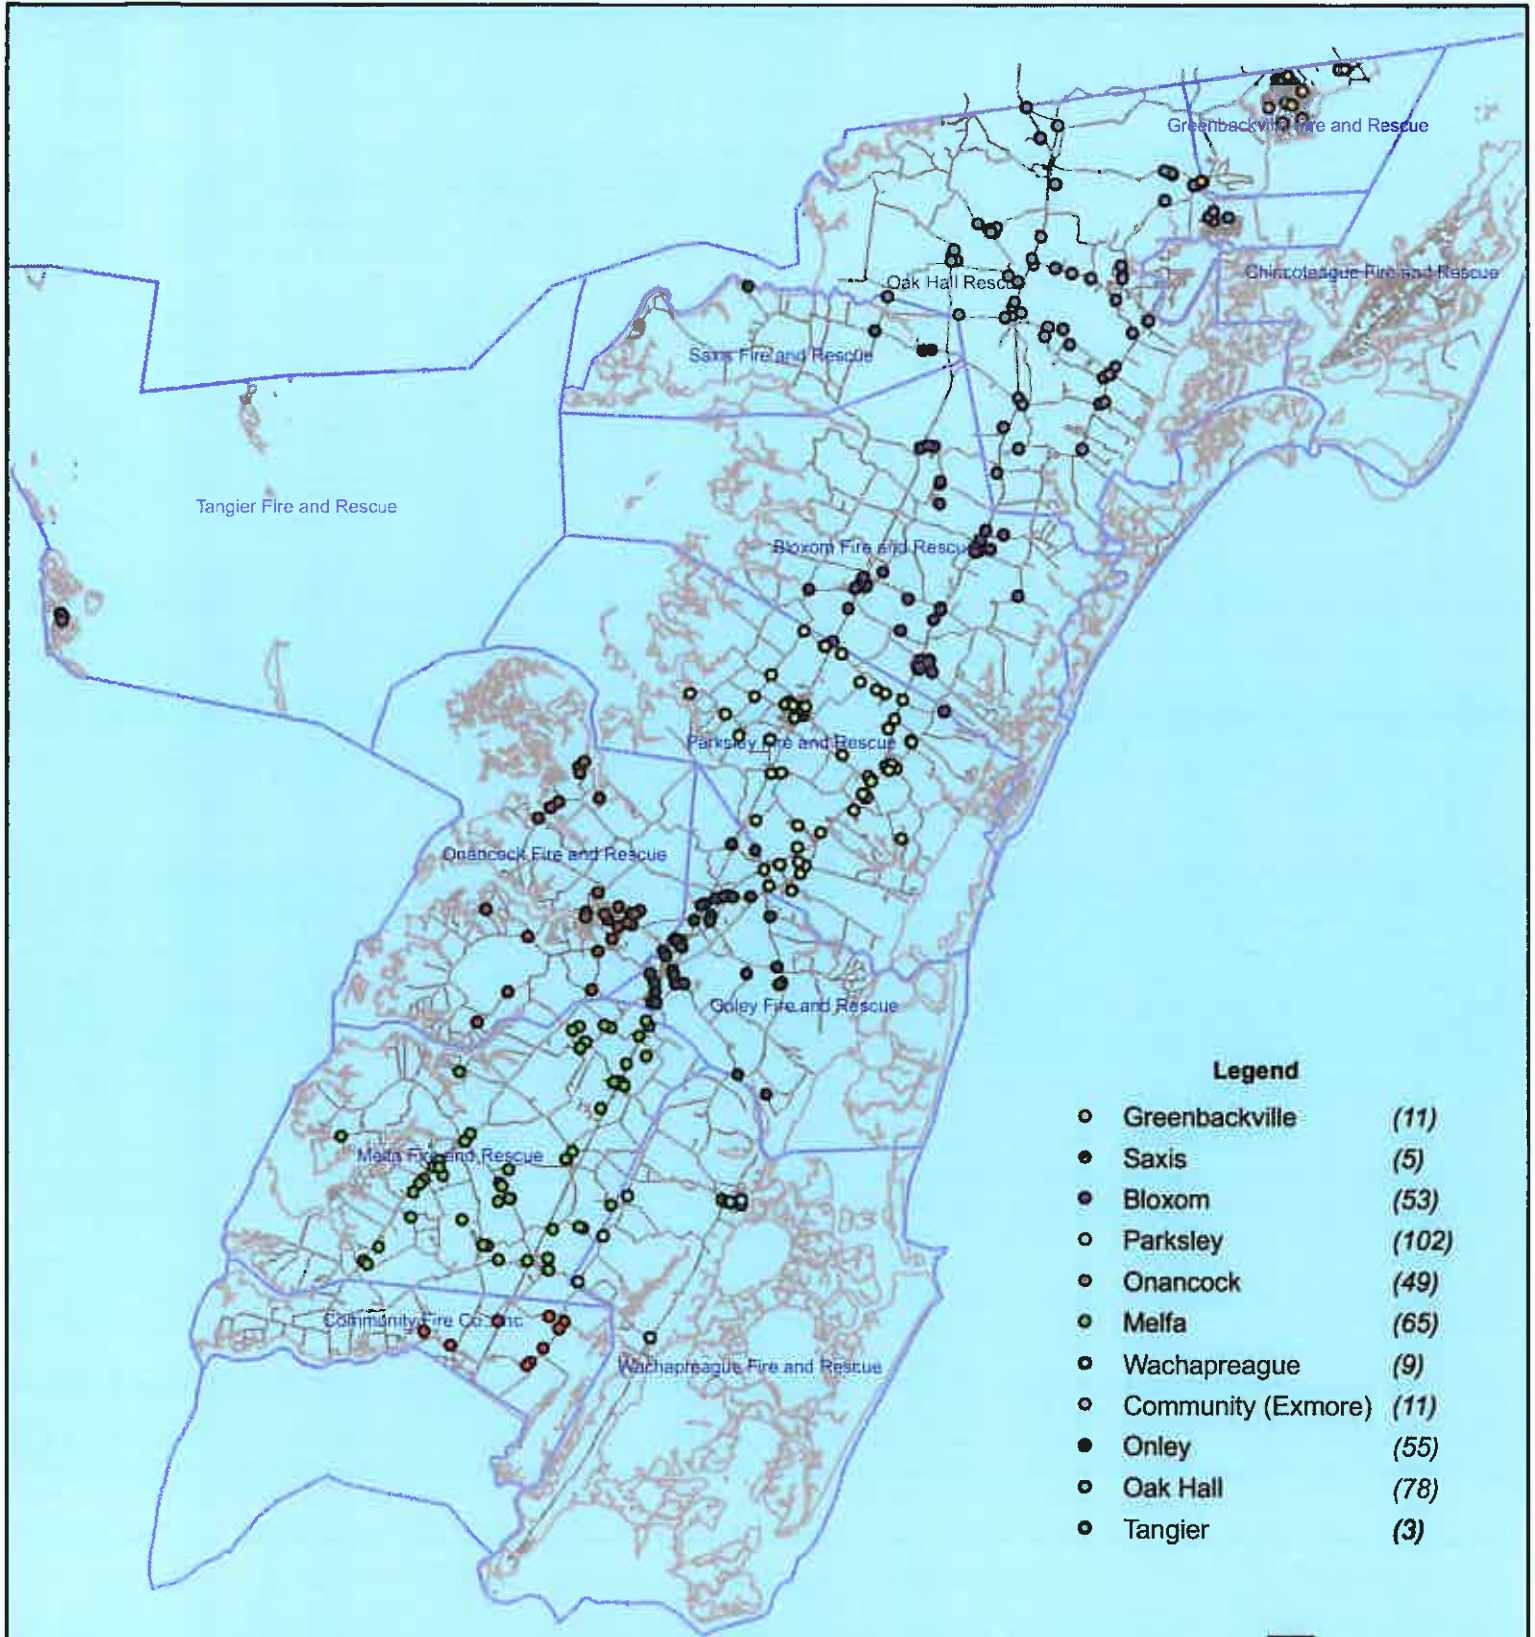 Greenbackville Fire and Rescue
Chincoteague Fire and Rescue
Oak Hall Rescue
Saxis Fire and Rescue
Tangier Fire and Rescue
Bloxom Fire and Rescue
Parksley Fire and Rescue
Onancock Fire and Rescue
Onley Fire and Rescue
Melfa Fire and Rescue
Community Fire Co. Inc
Wachapreague Fire and Rescue
Legend
Greenbackville (11)
Saxis (5)
Bloxom (53)
Parksley (102)
Onancock (49)
Melfa (65)
Wachapreague (9)
Community (Exmore) (11)
Onley (55)
Oak Hall (78)
Tangier (3)